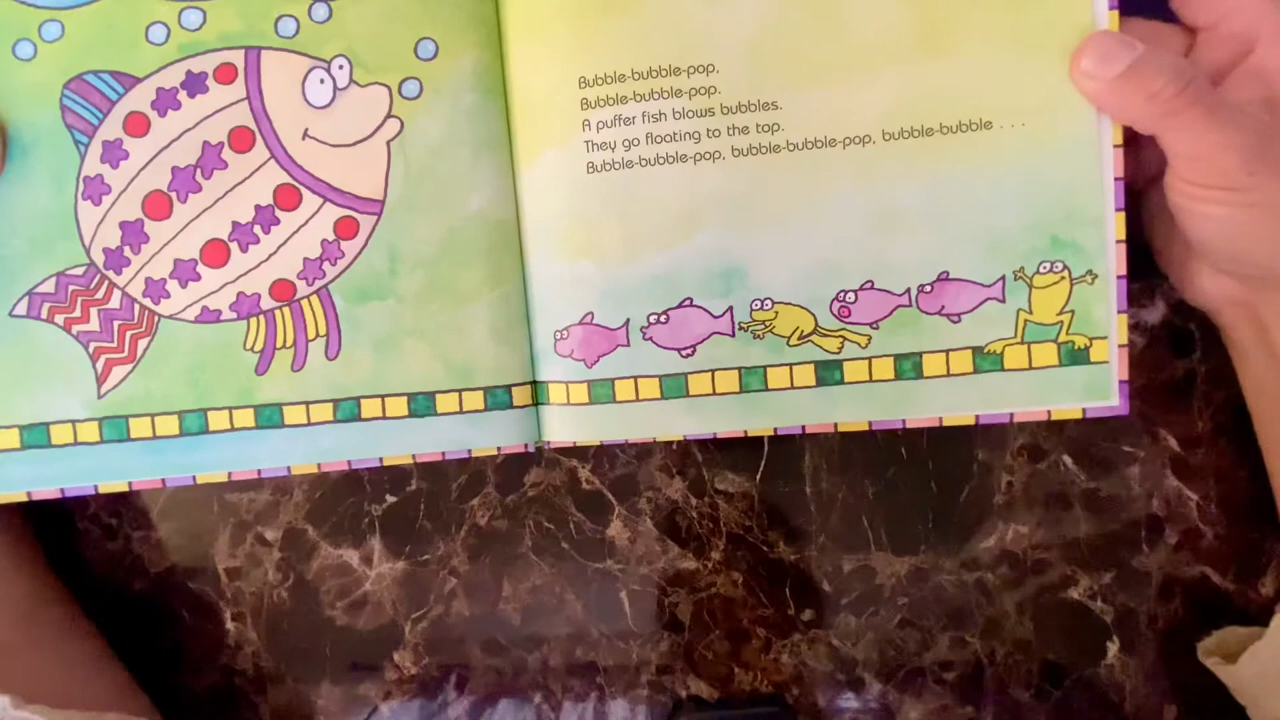 Bubble-bubble-pop,
Bubble-bubble-pop.
A puffer fish blows bubbles.
They go floating to the top.
Bubble-bubble-pop, bubble-bubble-pop, bubble-bubble . . .